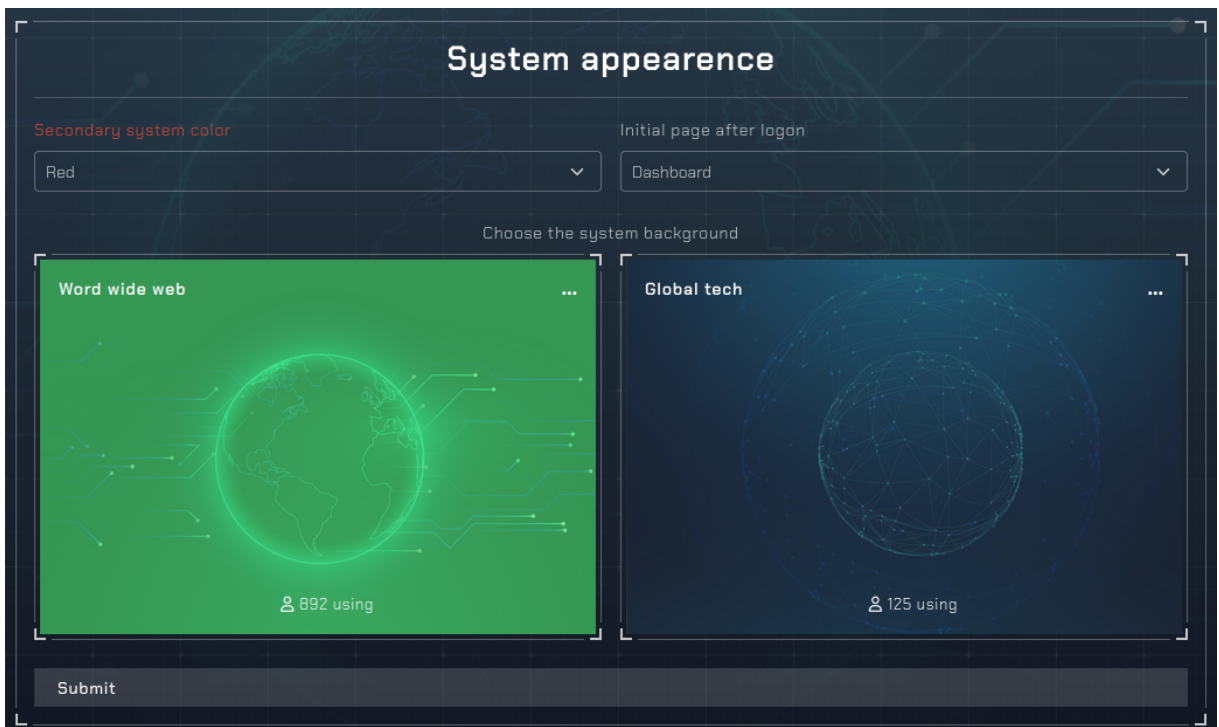 System appearence
Secondary system color
Initial page after logon
Red
Dashboard
Choose the system background
Word wide web
...
Global tech
...
892 using
125 using
Submit